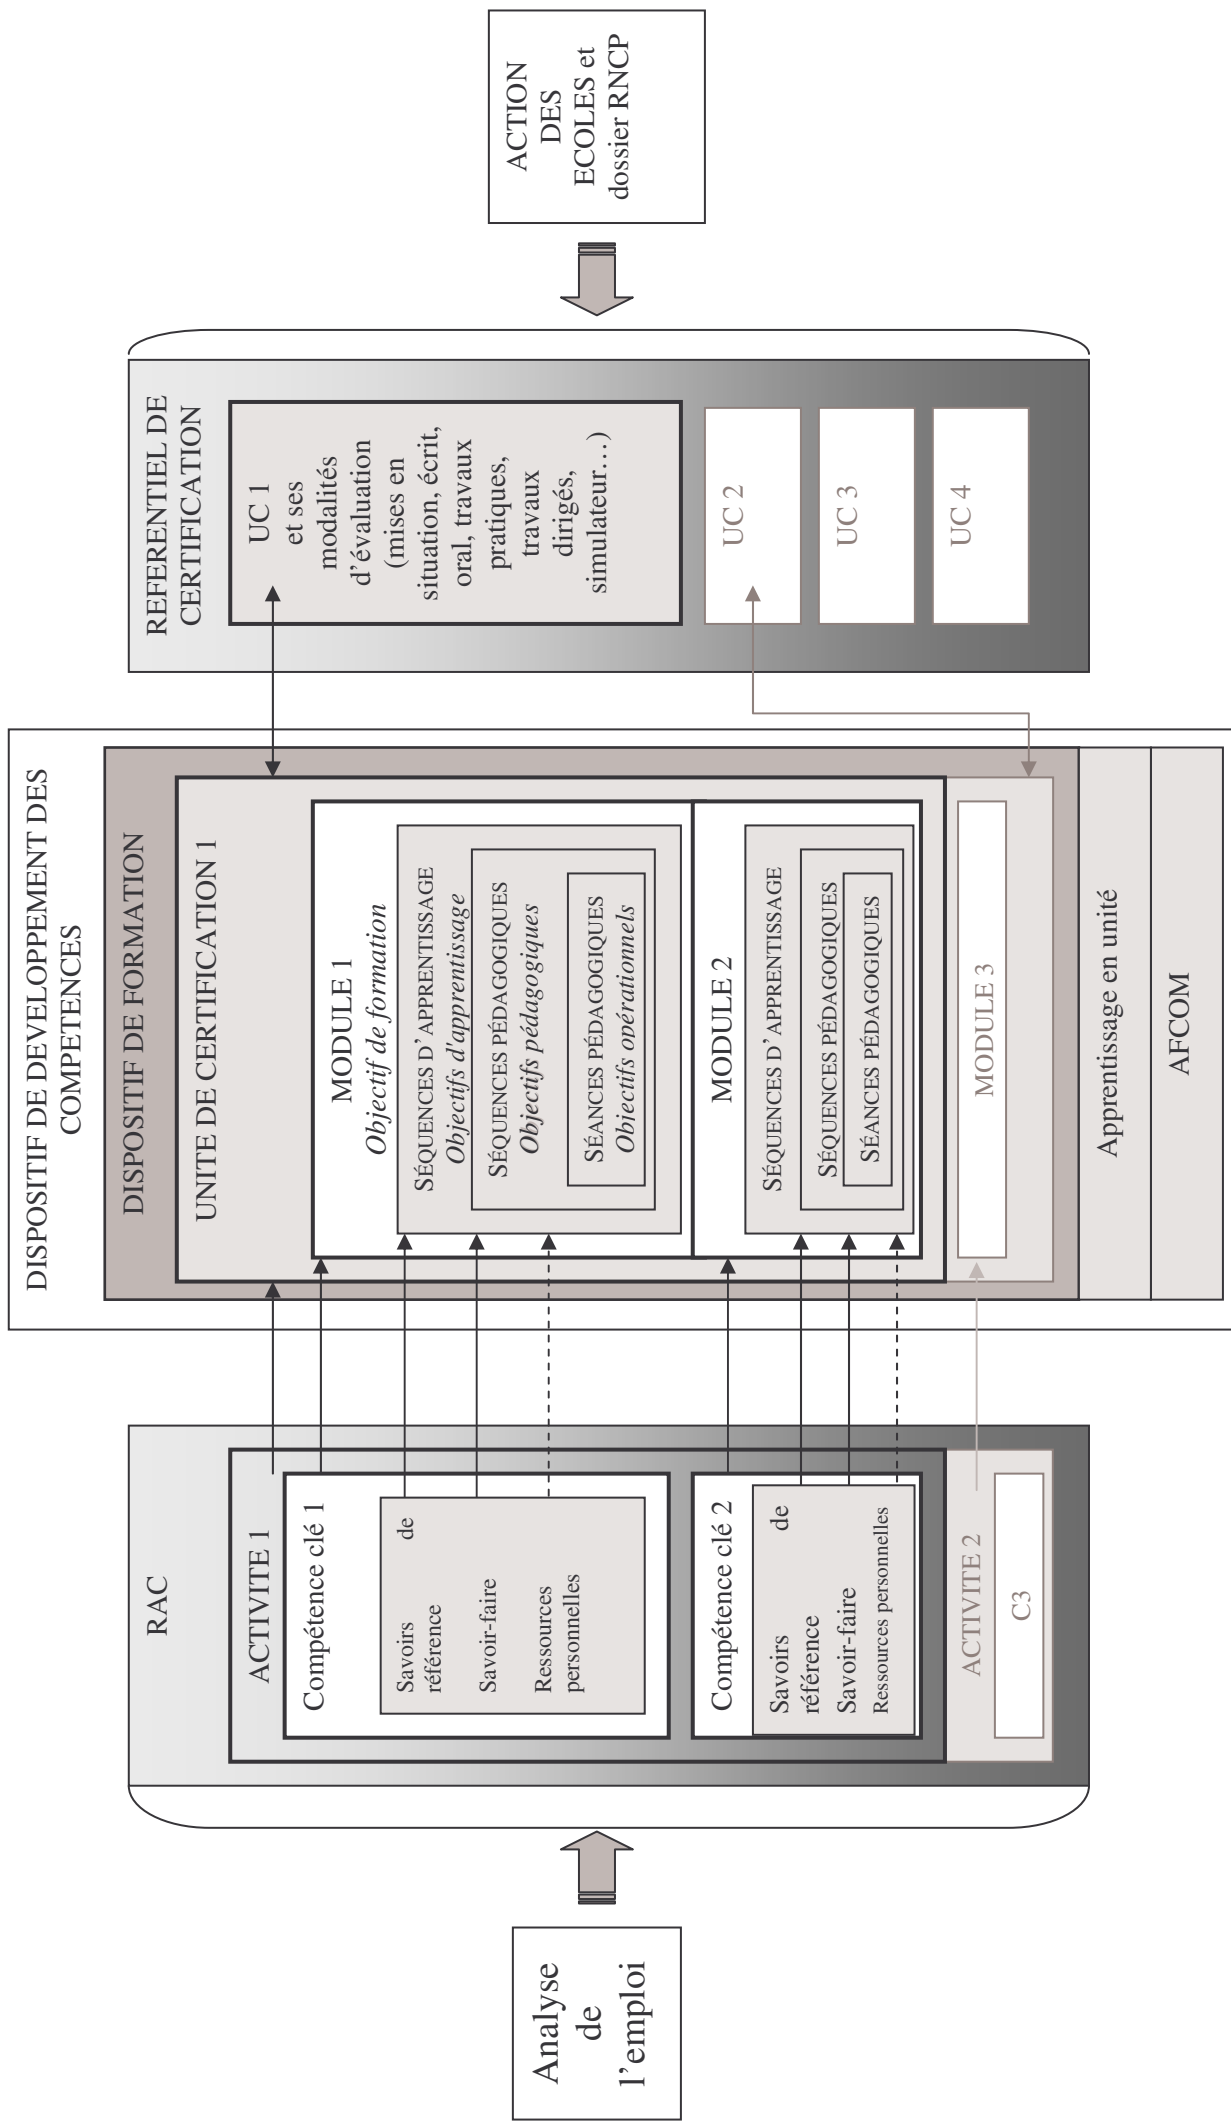 Analyse
de
l'emploi
RAC
ACTIVITE 1
Compétence clé 1
Savoirs de
référence
Savoir-faire
Ressources
personnelles
Compétence clé 2
Savoirs de
référence
Savoir-faire
Ressources personnelles
ACTIVITE 2
C3
DISPOSITIF DE DEVELOPPEMENT DES
COMPETENCES
DISPOSITIF DE FORMATION
UNITE DE CERTIFICATION 1
MODULE 1
Objectif de formation
SÉQUENCES D'APPRENTISSAGE
Objectifs d'apprentissage
SÉQUENCES PÉDAGOGIQUES
Objectifs pédagogiques
SÉANCES PÉDAGOGIQUES
Objectifs opérationnels
MODULE 2
SÉQUENCES D'APPRENTISSAGE
SÉQUENCES PÉDAGOGIQUES
SÉANCES PÉDAGOGIQUES
MODULE 3
Apprentissage en unité
AFCOM
REFERENTIEL DE
CERTIFICATION
UC 1
et ses
modalités
d'évaluation
(mises en
situation, écrit,
oral, travaux
pratiques,
travaux
dirigés,
simulateur…)
UC 2
UC 3
UC 4
ACTION
DES
ECOLES et
dossier RNCP